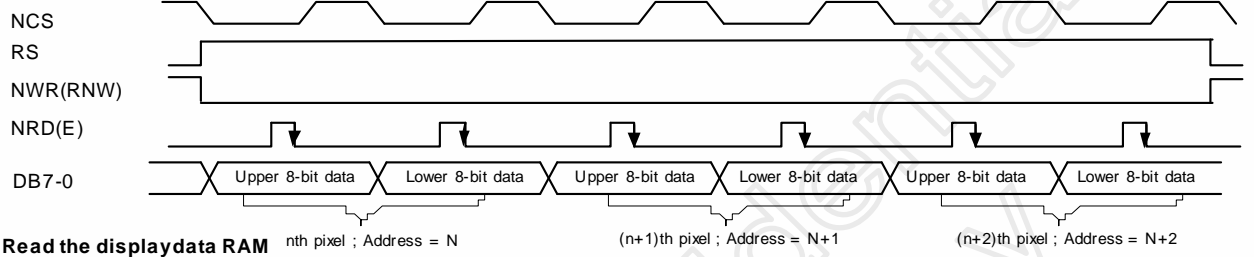 NCS
RS
NWR(RNW)
NRD(E)
DB7-0 Upper 8-bit data Lower 8-bit data Upper 8-bit data Lower 8-bit data Upper 8-bit data Lower 8-bit data
nth pixel ; Address = N (n+1)th pixel ; Address = N+1 (n+2)th pixel ; Address = N+2
Read the displaydata RAM